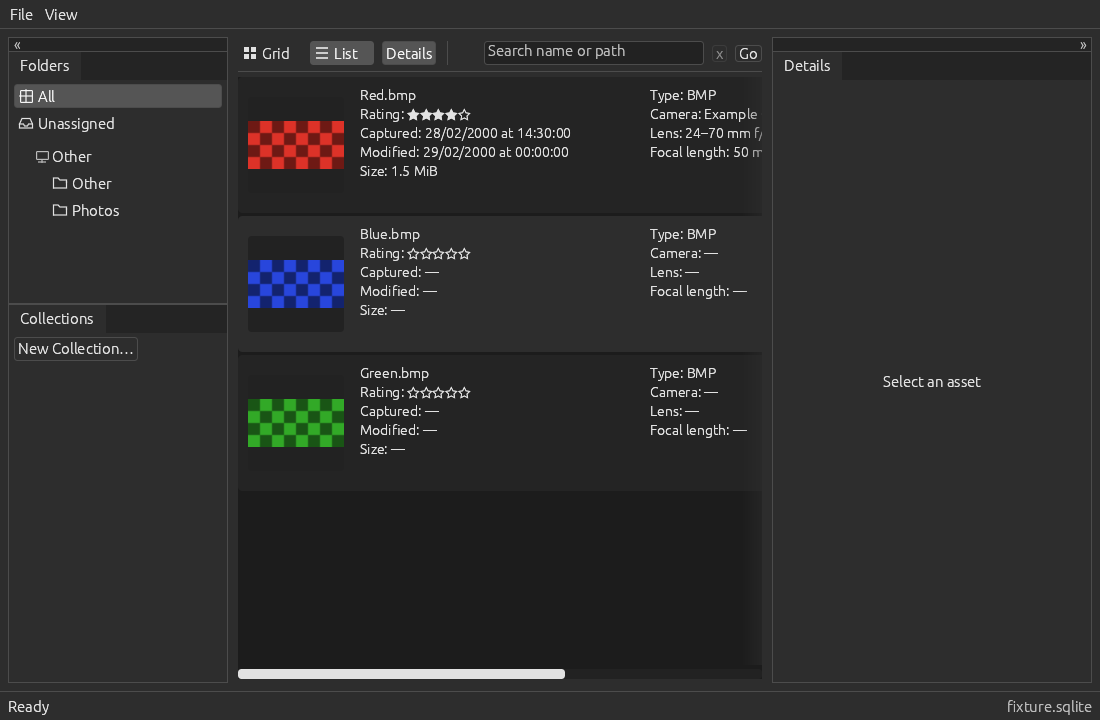 File View
«
Folders
All
Unassigned
Other
Other
Photos
Collections
New Collection...
Grid List Details Search name or path x Go
Red.bmp
Rating:
Captured: 28/02/2000 at 14:30:00
Modified: 29/02/2000 at 00:00:00
Size: 1.5 MiB
Type: BMP
Camera: Example
Lens: 24–70 mm f/
Focal length: 50 m
Blue.bmp
Rating:
Captured: —
Modified: —
Size: —
Type: BMP
Camera: —
Lens: —
Focal length: —
Green.bmp
Rating:
Captured: —
Modified: —
Size: —
Type: BMP
Camera: —
Lens: —
Focal length: —
»
Details
Select an asset
Ready
fixture.sqlite